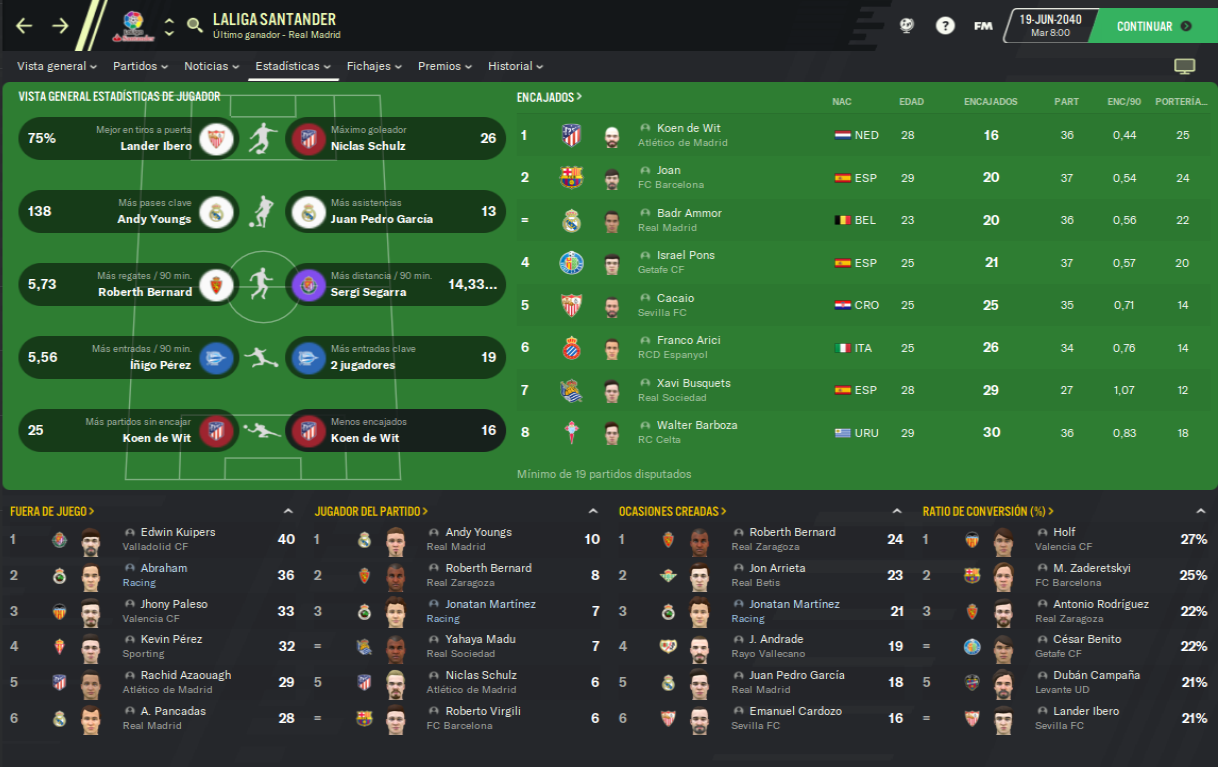 LALIGA SANTANDER
Último ganador - Real Madrid
FM
19-JUN-2040
Mar 8:00
CONTINUAR
Vista general Partidos Noticias Estadísticas Fichajes Premios Historial
VISTA GENERAL ESTADÍSTICAS DE JUGADOR
75% Mejor en tiros a puerta
Lander Ibero
Máximo goleador
Niclas Schulz 26
138 Más pases clave
Andy Youngs
Más asistencias
Juan Pedro García 13
5,73 Más regates / 90 min.
Roberth Bernard
Más distancia / 90 min.
Sergi Segarra 14,33...
5,56 Más entradas / 90 min.
Íñigo Pérez
Más entradas clave
2 jugadores 19
25 Más partidos sin encajar
Koen de Wit
Menos encajados
Koen de Wit 16
ENCAJADOS > NAC EDAD ENCAJADOS PART ENC/90 PORTERÍA...
1 Koen de Wit NED 28 16 36 0,44 25
Atlético de Madrid
2 Joan ESP 29 20 37 0,54 24
FC Barcelona
= Badr Ammor BEL 23 20 36 0,56 22
Real Madrid
4 Israel Pons ESP 25 21 37 0,57 20
Getafe CF
5 Cacaio CRO 25 25 35 0,71 14
Sevilla FC
6 Franco Arici ITA 25 26 34 0,76 14
RCD Espanyol
7 Xavi Busquets ESP 28 29 27 1,07 12
Real Sociedad
8 Walter Barboza URU 29 30 36 0,83 18
RC Celta
Mínimo de 19 partidos disputados
FUERA DE JUEGO >
1 Edwin Kuipers 40
Valladolid CF
2 Abraham 36
Racing
3 Jhony Paleso 33
Valencia CF
4 Kevin Pérez 32
Sporting
5 Rachid Azaouagh 29
Atlético de Madrid
6 A. Pancadas 28
Real Madrid
JUGADOR DEL PARTIDO >
1 Andy Youngs 10
Real Madrid
2 Roberth Bernard 8
Real Zaragoza
3 Jonatan Martínez 7
Racing
= Yahaya Madu 7
Real Sociedad
5 Niclas Schulz 6
Atlético de Madrid
= Roberto Virgili 6
FC Barcelona
OCASIONES CREADAS >
1 Roberth Bernard 24
Real Zaragoza
2 Jon Arrieta 23
Real Betis
3 Jonatan Martínez 21
Racing
4 J. Andrade 19
Rayo Vallecano
5 Juan Pedro García 18
Real Madrid
6 Emanuel Cardozo 16
Sevilla FC
RATIO DE CONVERSIÓN (%) >
1 Holf 27%
Valencia CF
2 M. Zaderetskyi 25%
FC Barcelona
3 Antonio Rodríguez 22%
Real Zaragoza
= César Benito 22%
Getafe CF
5 Dubán Campaña 21%
Levante UD
= Lander Ibero 21%
Sevilla FC